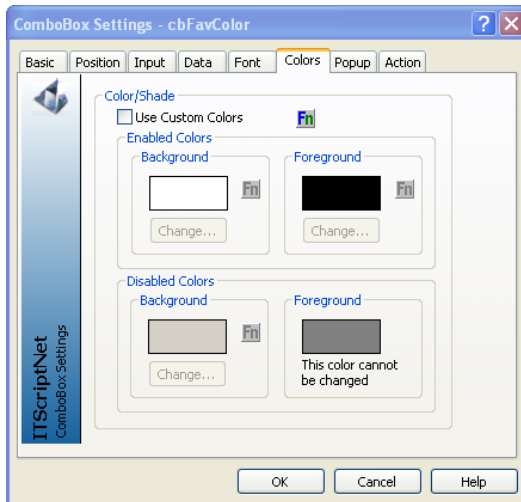 ComboBox Settings - cbFavColor
Basic Position Input Data Font Colors Popup Action
Color/Shade
Use Custom Colors Fn
Enabled Colors
Background Foreground
Fn Fn
Change... Change...
Disabled Colors
Background Foreground
Fn
This color cannot
be changed
Change...
ITScriptNet
ComboBox Settings
OK Cancel Help